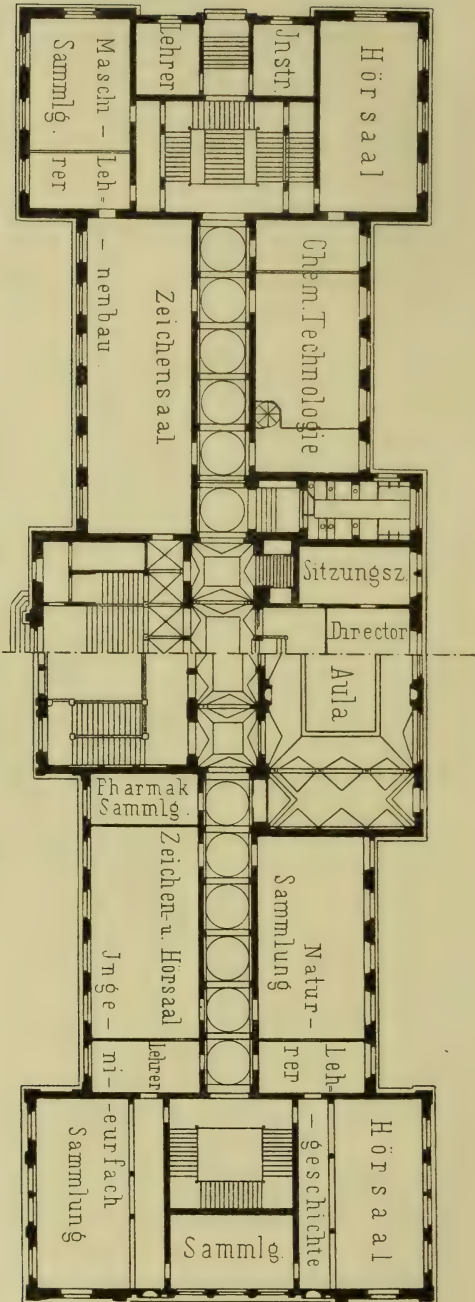 Hörsaal
Jnstr.
Lehrer
Masch -
Sammlg.
Leh=
rer
Chem. Technologie
Zeichensaal
- nenbau
Sitzungsz.
Director
Aula
Pharmak
Sammlg.
Natur-
Sammlung
Zeichen- u. Hörsaal
Jnge -
Leh=
rer
Lehrer
- ni -
Hörsaal
- geschichte
Sammlg.
- eurfach
Sammlung